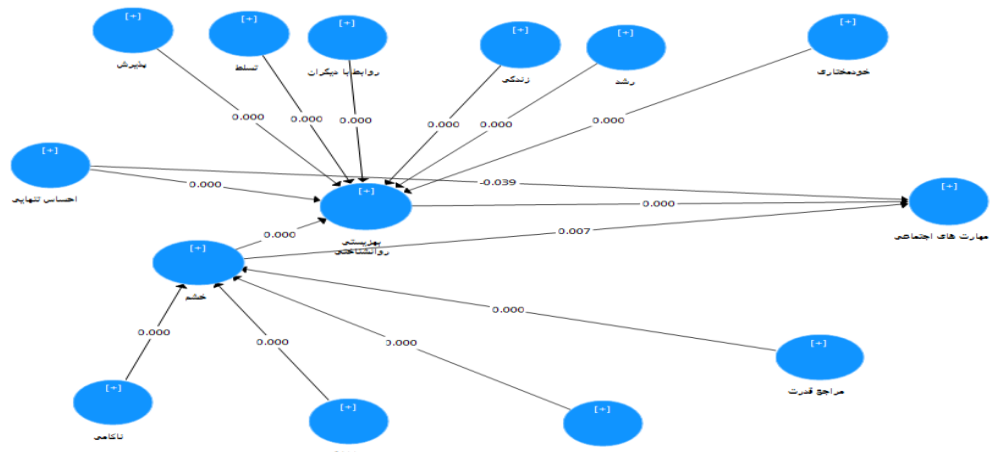 [+]
پذیرش
[+]
تسلط
[+]
روابط با دیگران
[+]
زندگی
[+]
رشد
[+]
خودمختاری
0.000
0.000
0.000
0.000
0.000
0.000
[+]
احساس تنهایی
0.000
-0.039
[+]
بهزیستی
روانشناختی
0.000
[+]
مهارت های اجتماعی
0.000
0.007
[+]
خشم
0.000
0.000
0.000
0.000
[+]
مراجع قدرت
[+]
ناکامی
[+]
[+]